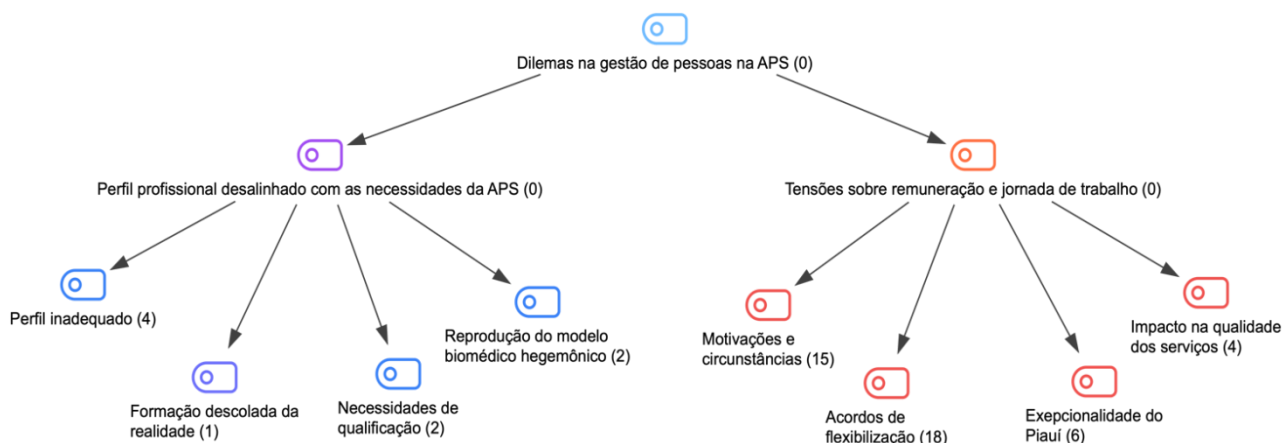 Dilemas na gestão de pessoas na APS (0)
Perfil profissional desalinhado com as necessidades da APS (0)
Tensões sobre remuneração e jornada de trabalho (0)
Perfil inadequado (4)
Formação descolada da
realidade (1)
Necessidades de
qualificação (2)
Reprodução do modelo
biomédico hegemônico (2)
Motivações e
circunstâncias (15)
Acordos de
flexibilização (18)
Exepcionalidade do
Piauí (6)
Impacto na qualidade
dos serviços (4)